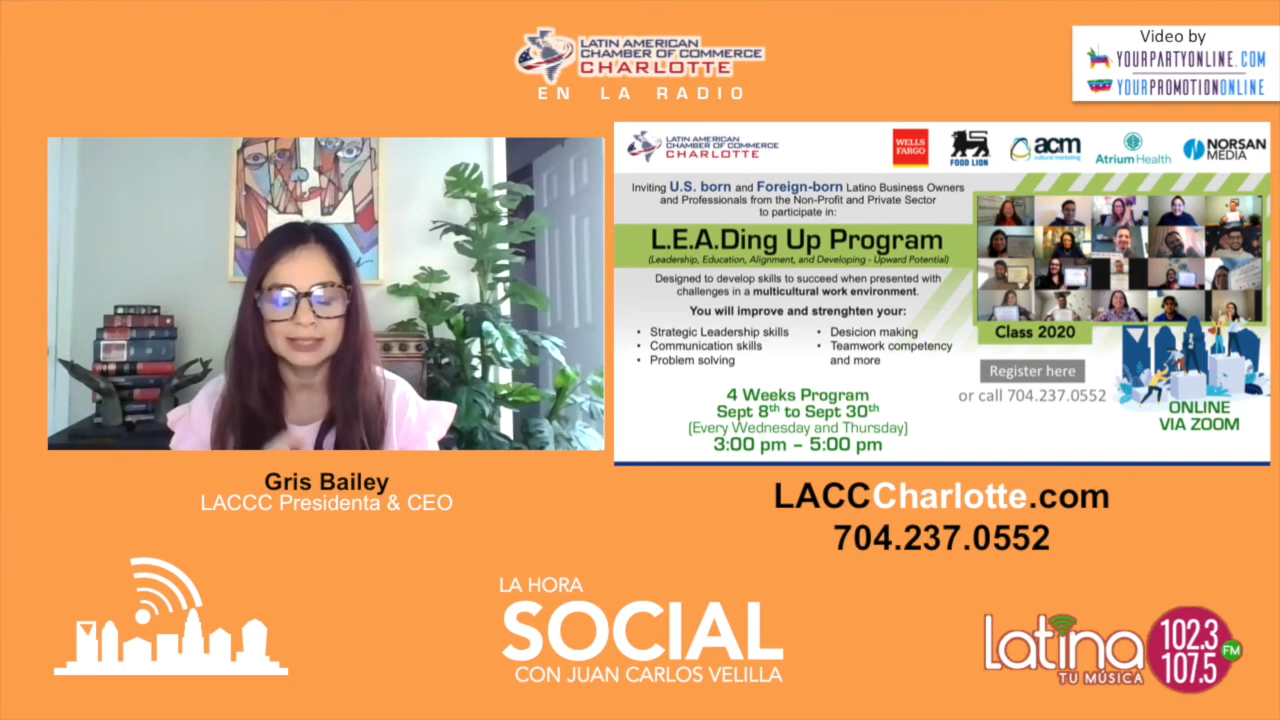 LATIN AMERICAN
CHAMBER OF COMMERCE
CHARLOTTE
EN LA RADIO
Video by
YOURPARTYONLINE.COM
YOURPROMOTIONONLINE
LATIN AMERICAN
CHAMBER OF COMMERCE
CHARLOTTE
WELLS
FARGO
FOOD LION
acm
cultural marketing
Atrium Health
NORSAN
MEDIA
Inviting U.S. born and Foreign-born Latino Business Owners
and Professionals from the Non-Profit and Private Sector
to participate in:
L.E.A.Ding Up Program
(Leadership, Education, Alignment, and Developing - Upward Potential)
Designed to develop skills to succeed when presented with
challenges in a multicultural work environment.
You will improve and strenghten your:
• Strategic Leadership skills
• Communication skills
• Problem solving
• Desicion making
• Teamwork competency
and more
4 Weeks Program
Sept 8th to Sept 30th
(Every Wednesday and Thursday)
3:00 pm – 5:00 pm
Class 2020
Register here
or call 704.237.0552
ONLINE
VIA ZOOM
Gris Bailey
LACCC Presidenta & CEO
LACCCharlotte.com
704.237.0552
LA HORA
SOCIAL
CON JUAN CARLOS VELILLA
Latina
TU MÚSICA
102.3
107.5
FM